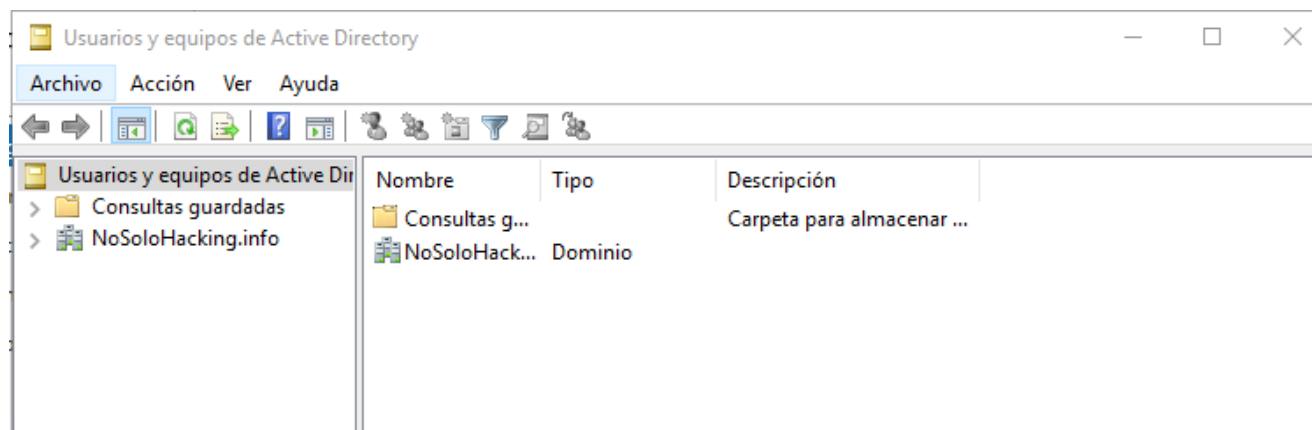 Usuarios y equipos de Active Directory
Archivo Acción Ver Ayuda
Usuarios y equipos de Active Dir
Consultas guardadas
NoSoloHacking.info
Nombre Tipo Descripción
Consultas g... Carpeta para almacenar ...
NoSoloHack... Dominio